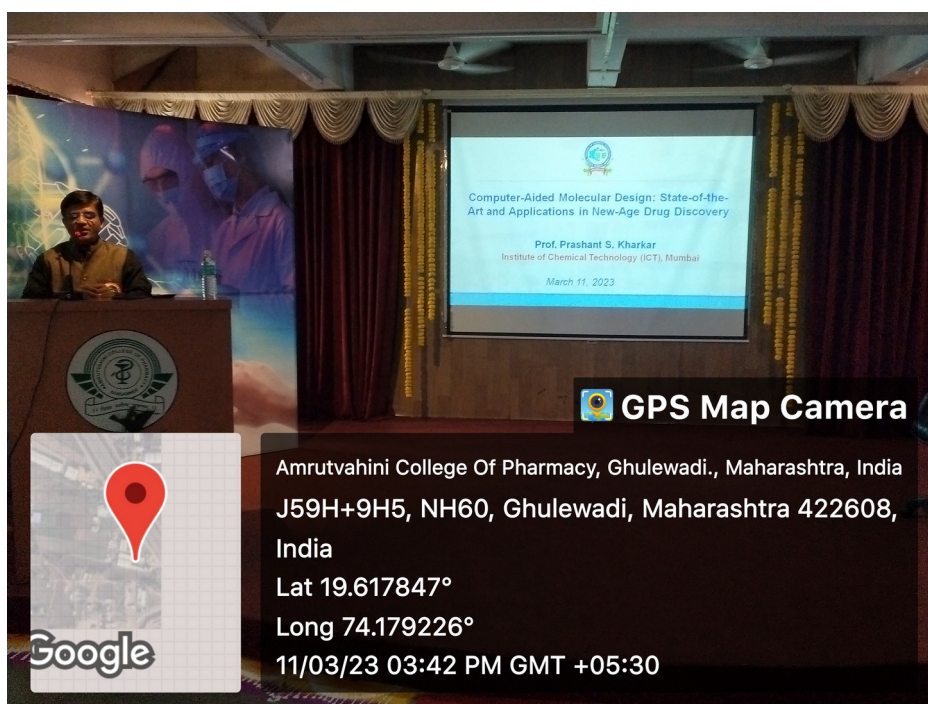 Computer-Aided Molecular Design: State-of-the-
Art and Applications in New-Age Drug Discovery
Prof. Prashant S. Kharkar
Institute of Chemical Technology (ICT), Mumbai
March 11, 2023
GPS Map Camera
Amrutvahini College Of Pharmacy, Ghulewadi., Maharashtra, India
J59H+9H5, NH60, Ghulewadi, Maharashtra 422608,
India
Lat 19.617847°
Long 74.179226°
11/03/23 03:42 PM GMT +05:30
Google